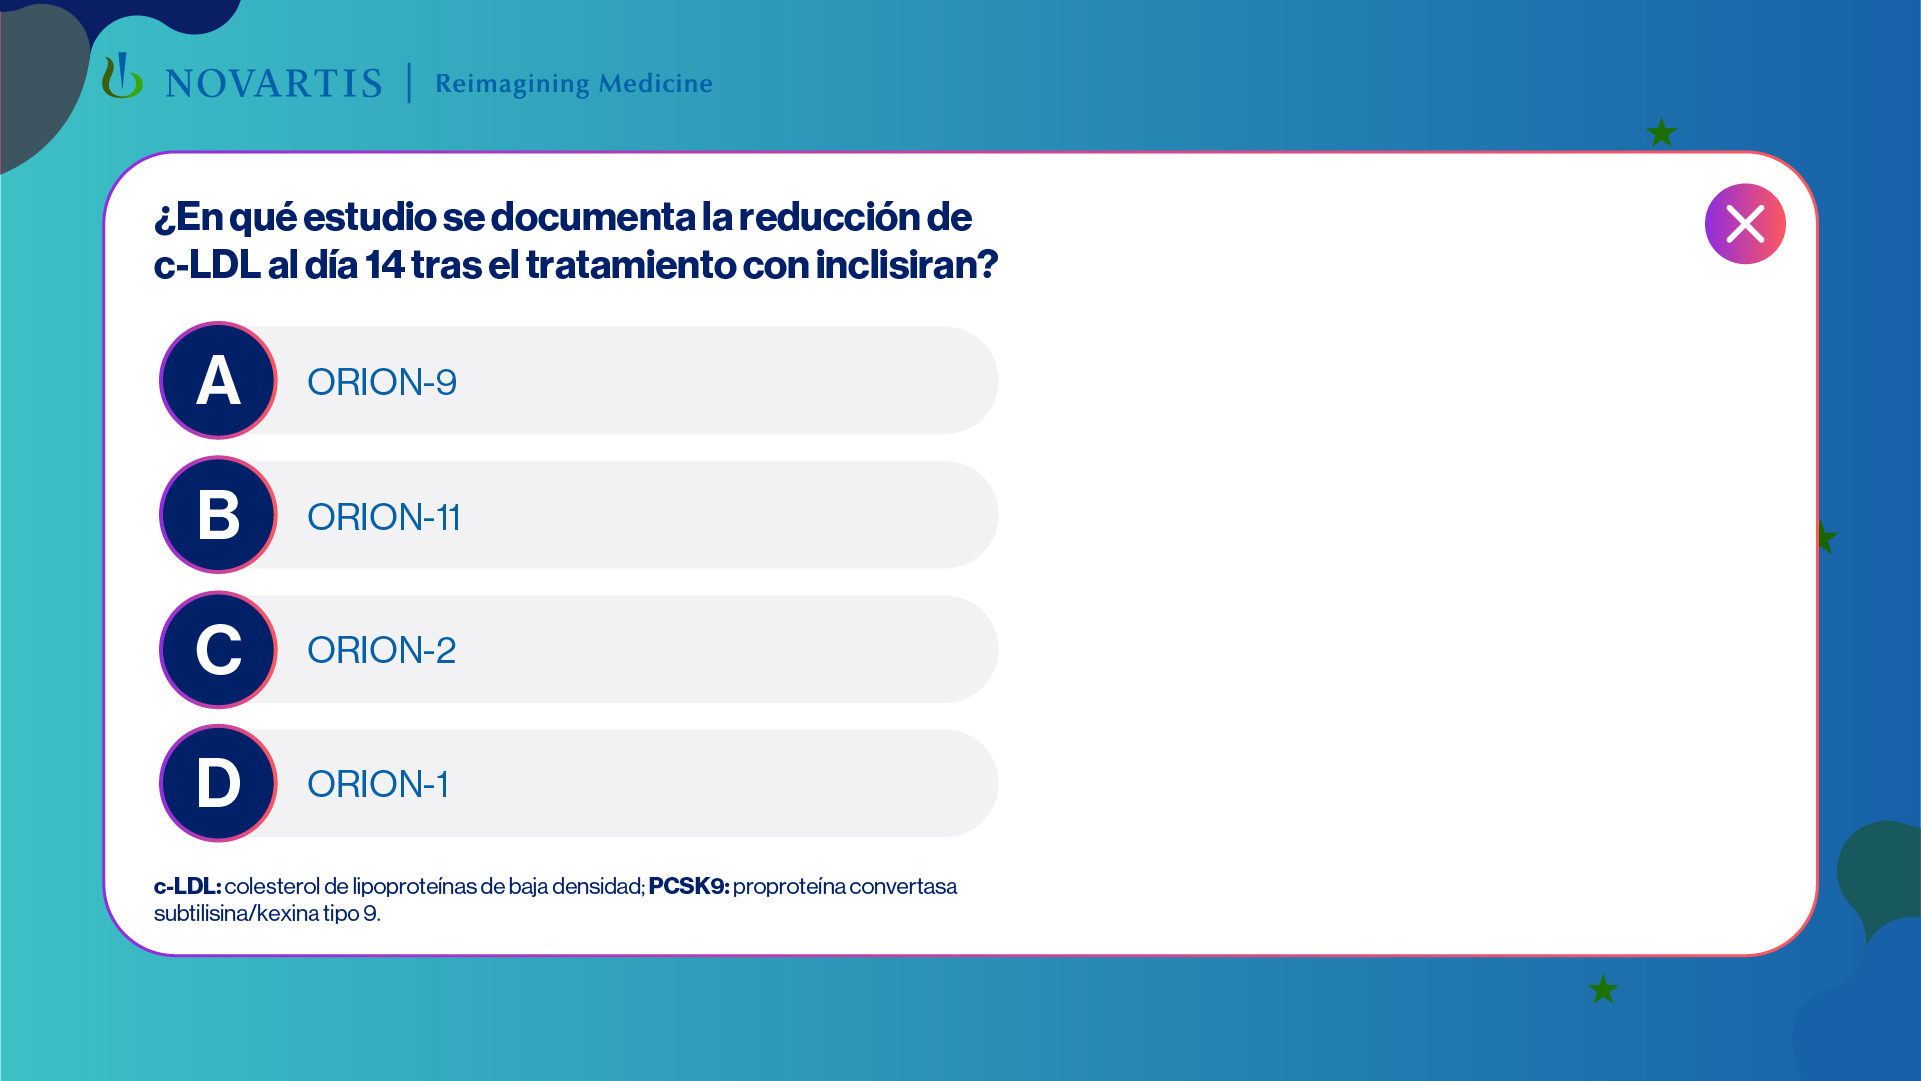 NOVARTIS | Reimagining Medicine
¿En qué estudio se documenta la reducción de
c-LDL al día 14 tras el tratamiento con inclisiran?
A ORION-9
B ORION-11
C ORION-2
D ORION-1
c-LDL: colesterol de lipoproteínas de baja densidad; PCSK9: proproteína convertasa
subtilisina/kexina tipo 9.